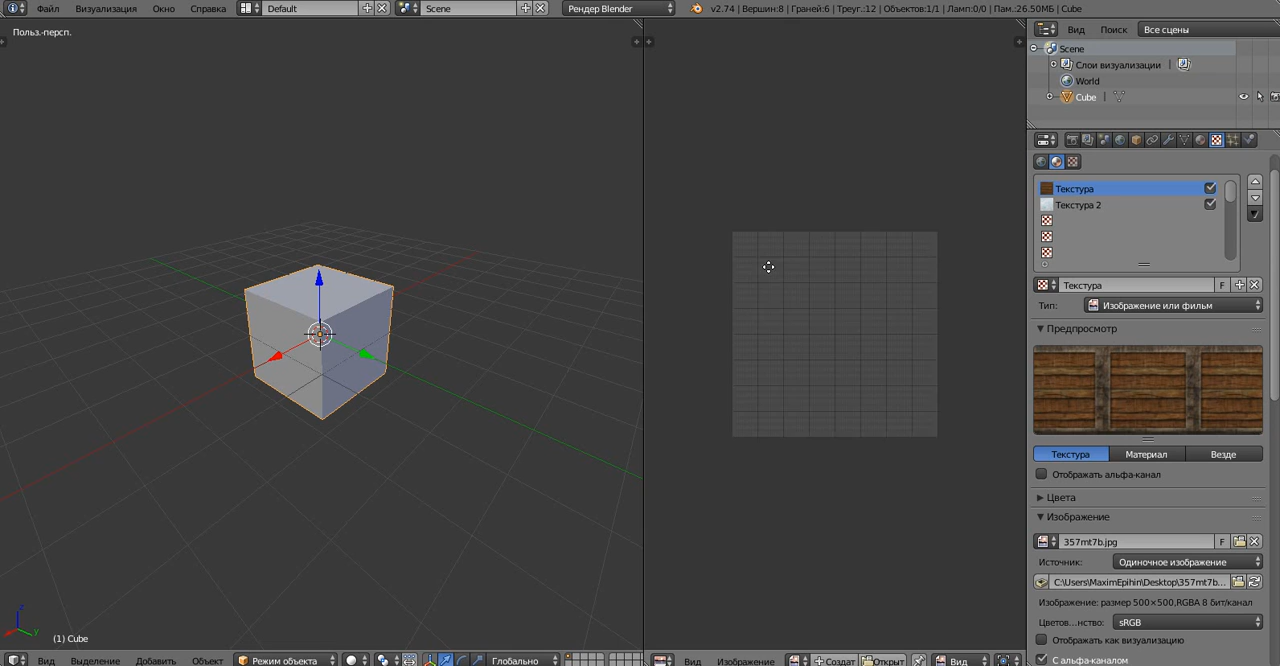 Файл Визуализация Окно Справка Default Scene Рендер Blender v2.74 | Вершин:8 | Граней:6 | Треуг.:12 | Объектов:1/1 | Ламп:0/0 | Пам.:26.50МБ | Cube
Польз.-персп.
Вид Поиск Все сцены
Scene
Слои визуализации |
World
Cube |
Текстура
Текстура 2
Текстура F
Тип: Изображение или фильм
Предпросмотр
Текстура Материал Везде
Отображать альфа-канал
Цвета
Изображение
357mt7b.jpg F
Источник: Одиночное изображение
C:\Users\MaximEpihin\Desktop\357mt7b...
Изображение: размер 500×500,RGBA 8 бит/канал
Цветов...нство: sRGB
Отображать как визуализацию
С альфа-каналом
z
y
(1) Cube
Вид Выделение Добавить Объект Режим объекта Глобально
Вид Изображение Создат Открыт Вид